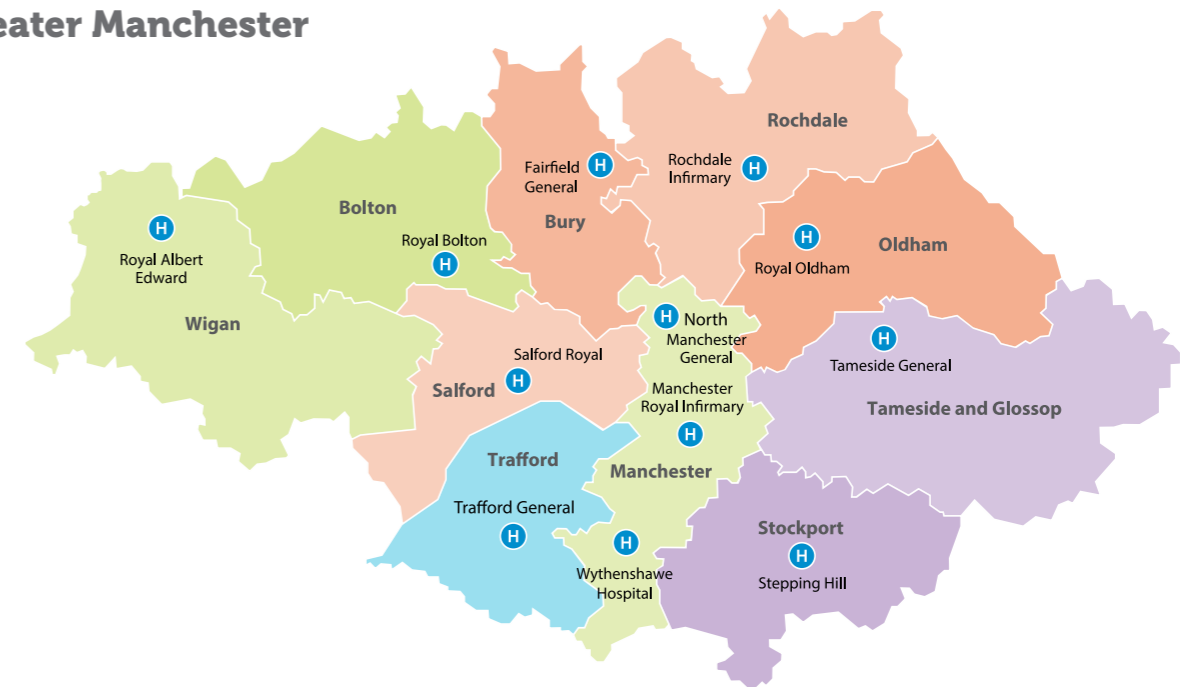 eater Manchester
Rochdale
Fairfield
General
H
Rochdale
Infirmary
H
Bolton
Bury
Royal Bolton
H
H
Royal Albert
Edward
H
Royal Oldham
Oldham
Wigan
H
North
Manchester
General
H
Tameside General
Salford Royal
Salford
H
Manchester
Royal Infirmary
H
Tameside and Glossop
Trafford
Manchester
Trafford General
H
Stockport
H
Stepping Hill
H
Wythenshawe
Hospital